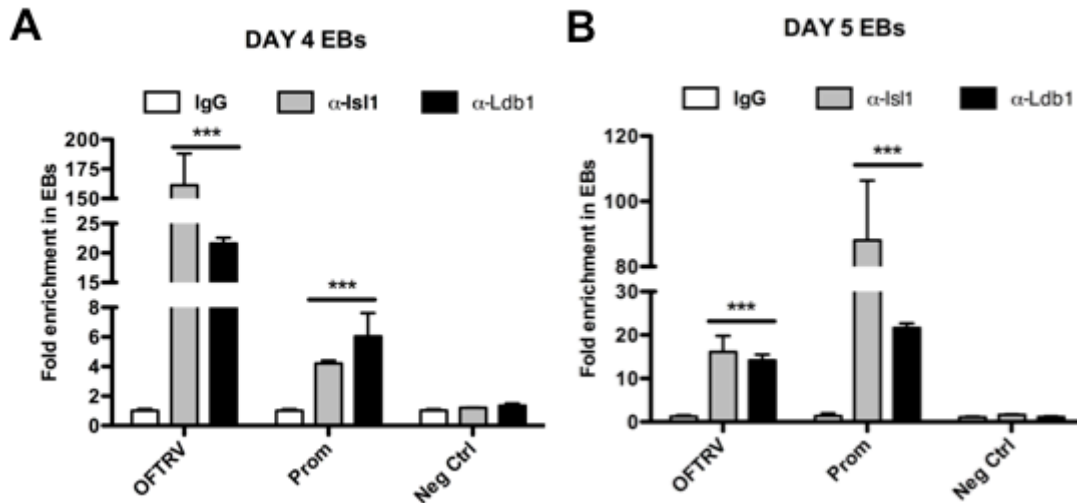 A
DAY 4 EBs
IgG α-Isl1 α-Ldb1
Fold enrichment in EBs
200
175
150
25
20
15
8
6
4
2
0
***
***
OFTRV Prom Neg Ctrl
B
DAY 5 EBs
IgG α-Isl1 α-Ldb1
Fold enrichment in EBs
120
100
80
30
20
10
0
***
***
OFTRV Prom Neg Ctrl